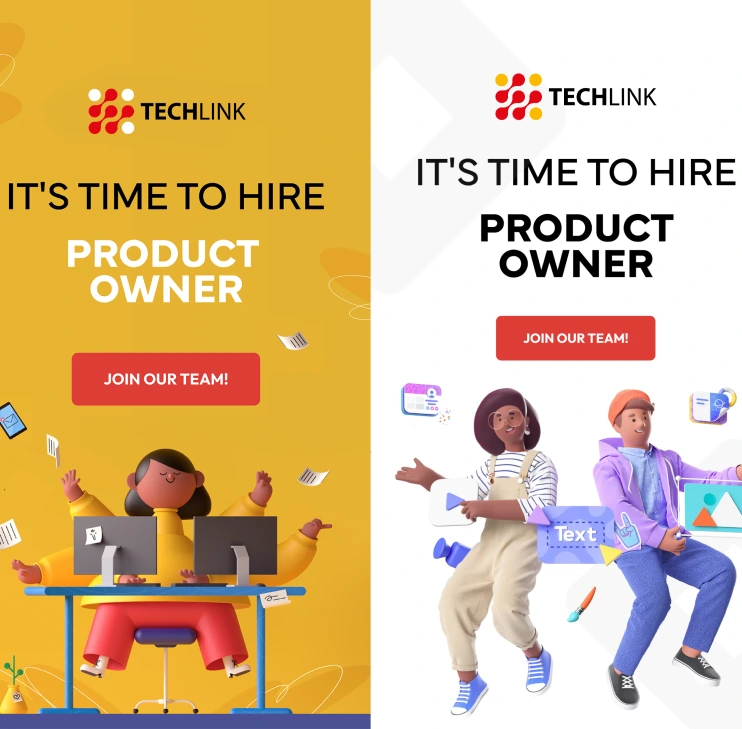 TECHLINK
IT'S TIME TO HIRE
PRODUCT
OWNER
JOIN OUR TEAM!
TECHLINK
IT'S TIME TO HIRE
PRODUCT
OWNER
JOIN OUR TEAM!
Text